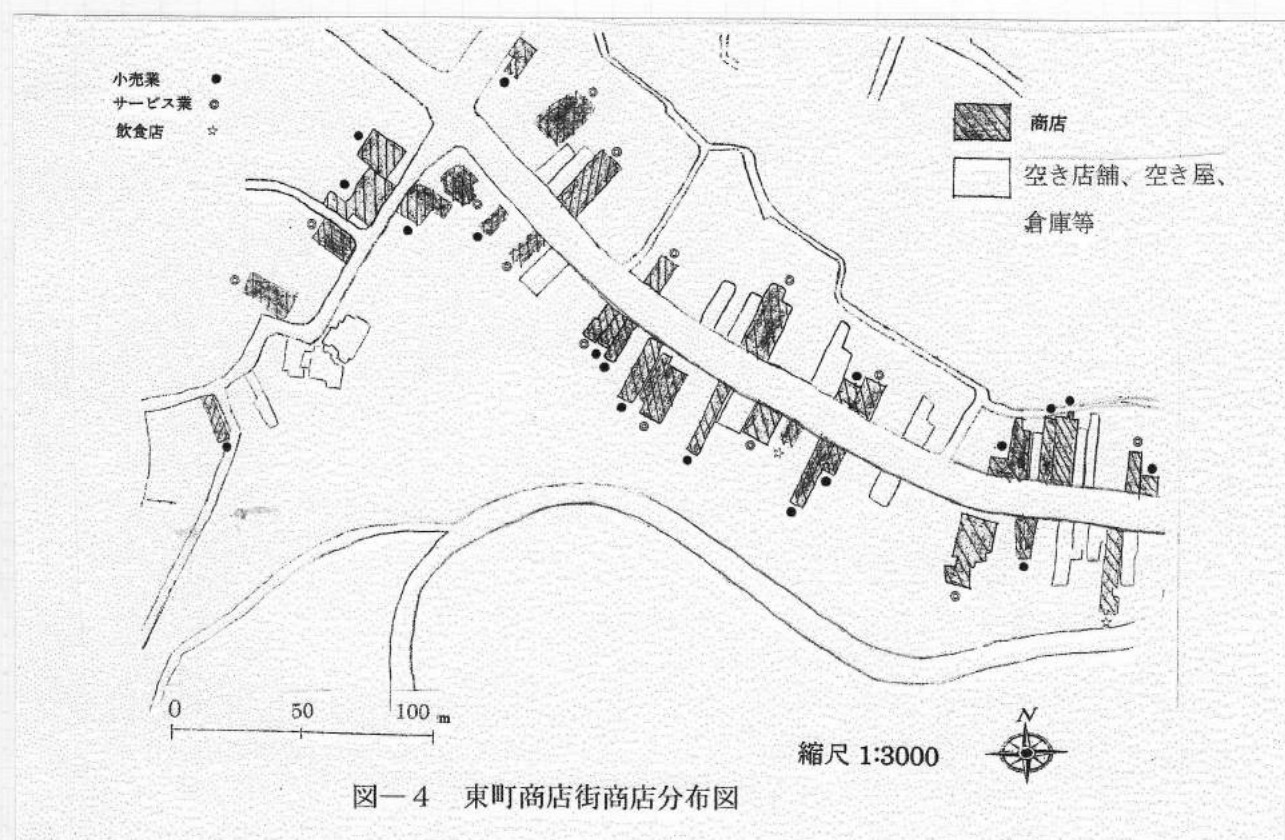 小売業 ●
サービス業 ◎
飲食店 ☆
商店
空き店舗、空き屋、
倉庫等
0 50 100 m
縮尺 1:3000
N
図―4 東町商店街商店分布図